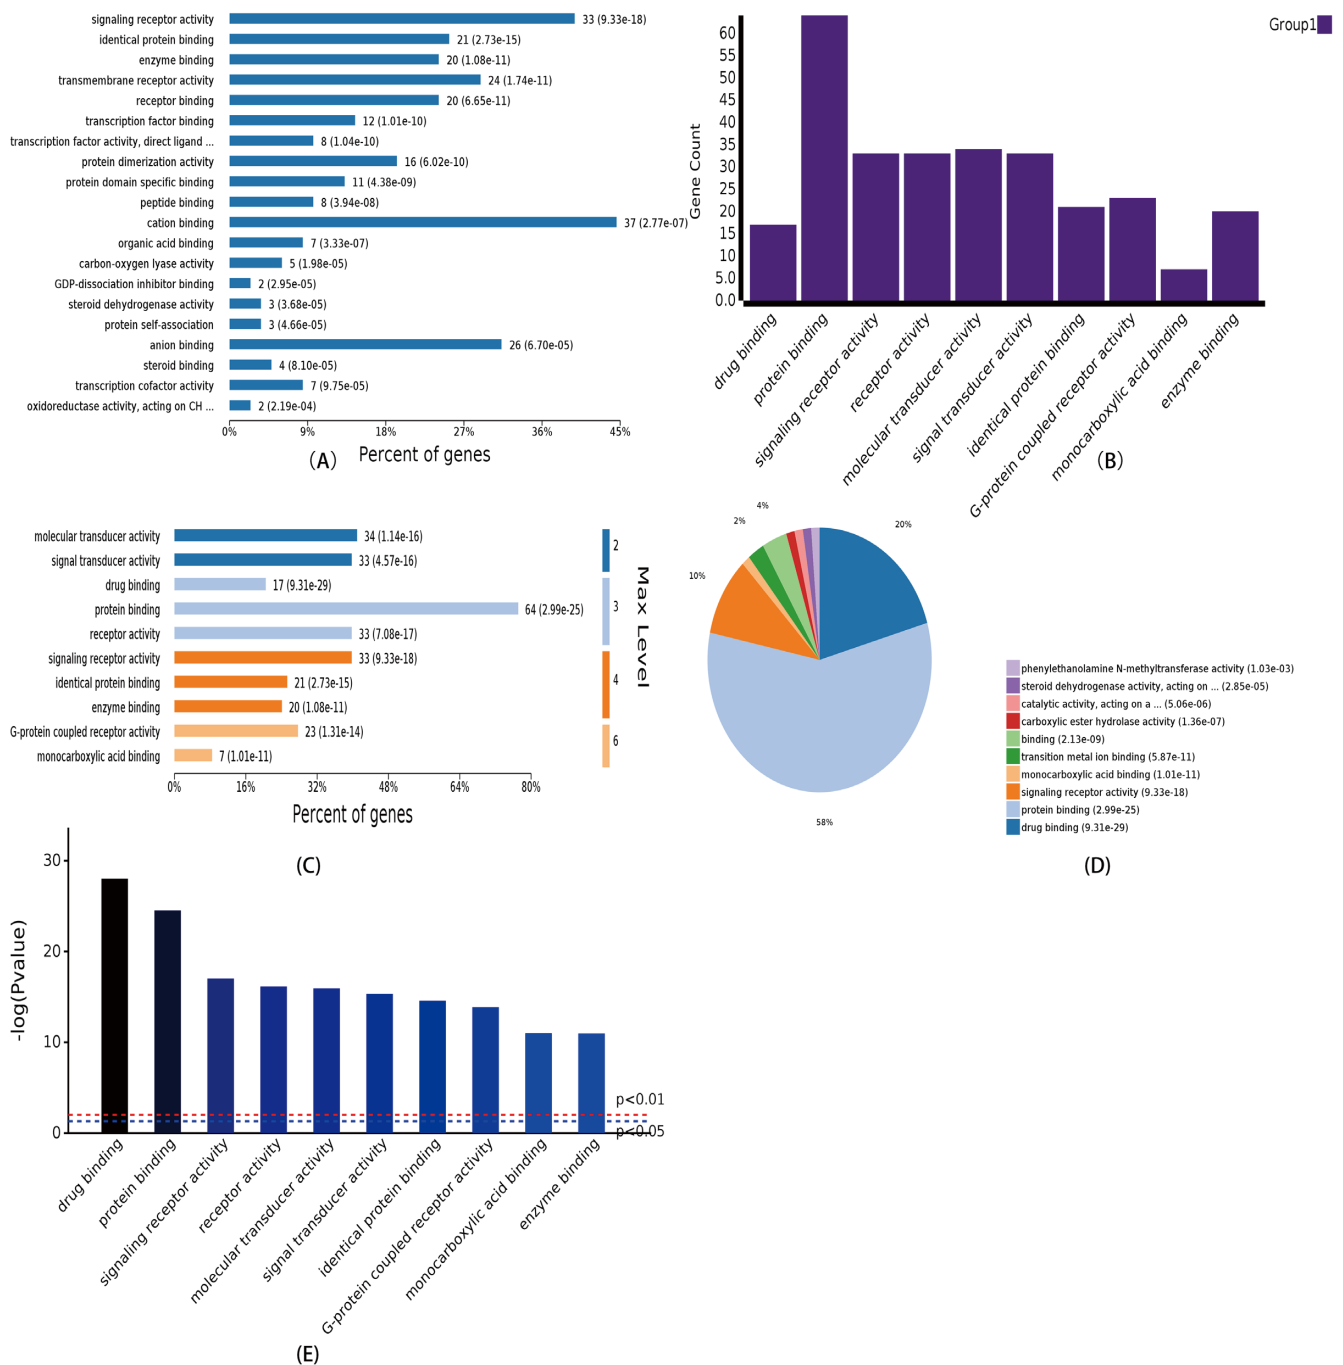 signaling receptor activity 33 (9.33e-18)
identical protein binding 21 (2.73e-15)
enzyme binding 20 (1.08e-11)
transmembrane receptor activity 24 (1.74e-11)
receptor binding 20 (6.65e-11)
transcription factor binding 12 (1.01e-10)
transcription factor activity, direct ligand ... 8 (1.04e-10)
protein dimerization activity 16 (6.02e-10)
protein domain specific binding 11 (4.38e-09)
peptide binding 8 (3.94e-08)
cation binding 37 (2.77e-07)
organic acid binding 7 (3.33e-07)
carbon-oxygen lyase activity 5 (1.98e-05)
GDP-dissociation inhibitor binding 2 (2.95e-05)
steroid dehydrogenase activity 3 (3.68e-05)
protein self-association 3 (4.66e-05)
anion binding 26 (6.70e-05)
steroid binding 4 (8.10e-05)
transcription cofactor activity 7 (9.75e-05)
oxidoreductase activity, acting on CH ... 2 (2.19e-04)
0% 9% 18% 27% 36% 45%
(A) Percent of genes
Group1
Gene Count
60
55
50
45
40
35
30
25
20
15
10
5.0
0.0
drug binding
protein binding
signaling receptor activity
receptor activity
molecular transducer activity
signal transducer activity
identical protein binding
G-protein coupled receptor activity
monocarboxylic acid binding
enzyme binding
(B)
molecular transducer activity 34 (1.14e-16)
signal transducer activity 33 (4.57e-16)
drug binding 17 (9.31e-29)
protein binding 64 (2.99e-25)
receptor activity 33 (7.08e-17)
signaling receptor activity 33 (9.33e-18)
identical protein binding 21 (2.73e-15)
enzyme binding 20 (1.08e-11)
G-protein coupled receptor activity 23 (1.31e-14)
monocarboxylic acid binding 7 (1.01e-11)
2
3
4
6
Max Level
0% 16% 32% 48% 64% 80%
Percent of genes
(C)
4%
2%
20%
10%
58%
phenylethanolamine N-methyltransferase activity (1.03e-03)
steroid dehydrogenase activity, acting on ... (2.85e-05)
catalytic activity, acting on a ... (5.06e-06)
carboxylic ester hydrolase activity (1.36e-07)
binding (2.13e-09)
transition metal ion binding (5.87e-11)
monocarboxylic acid binding (1.01e-11)
signaling receptor activity (9.33e-18)
protein binding (2.99e-25)
drug binding (9.31e-29)
(D)
-log(Pvalue)
30
20
10
0
p<0.01
p<0.05
drug binding
protein binding
signaling receptor activity
receptor activity
molecular transducer activity
signal transducer activity
identical protein binding
G-protein coupled receptor activity
monocarboxylic acid binding
enzyme binding
(E)